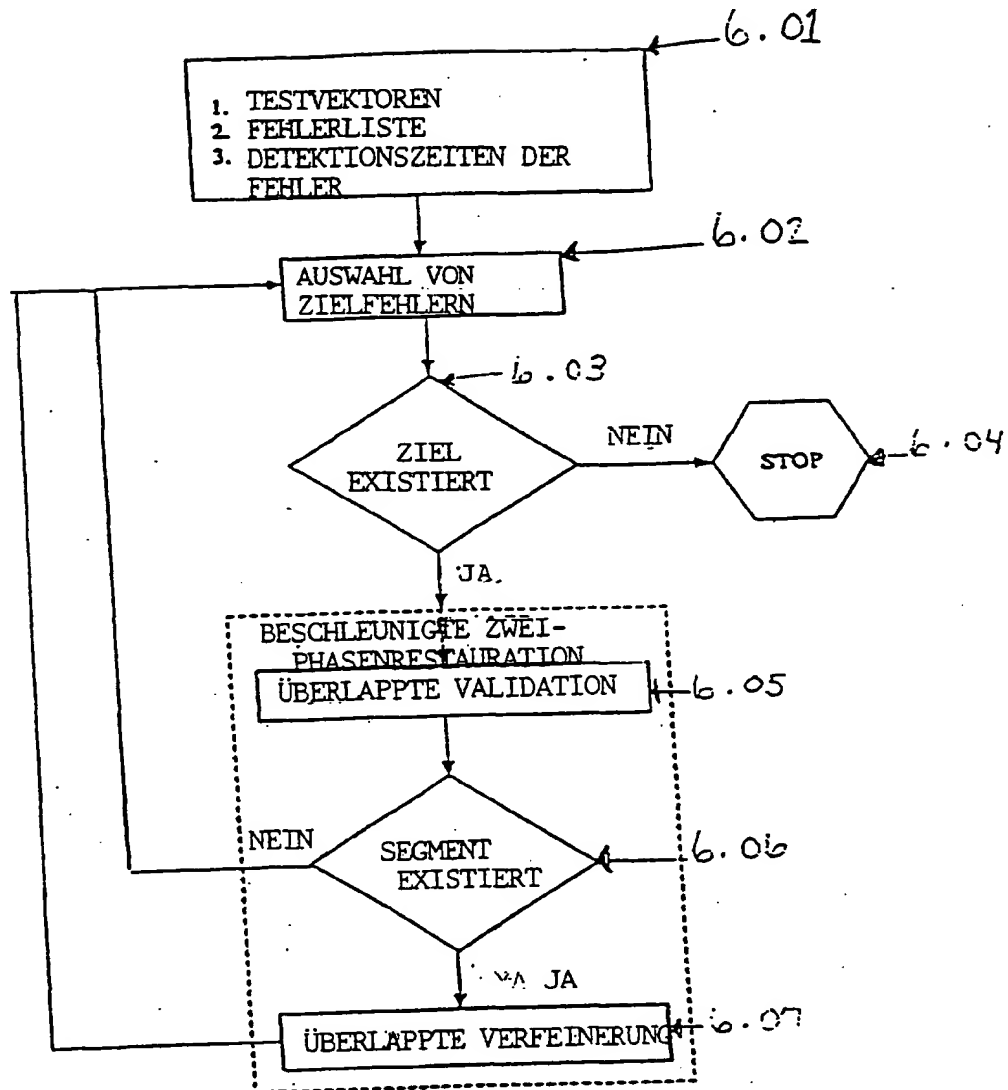 6.01
1. TESTVEKTOREN
2 FEHLERLISTE
3. DETEKTIONSZEITEN DER
FEHLER
6.02
AUSWAHL VON
ZIELFEHLERN
6.03
ZIEL
EXISTIERT
NEIN
STOP
6.04
JA.
BESCHLEUNIGTE ZWEI-
PHASENRESTAURATION
ÜBERLAPPTE VALIDATION
6.05
NEIN
SEGMENT
EXISTIERT
6.06
JA
ÜBERLAPPTE VERFEINERUNG
6.07